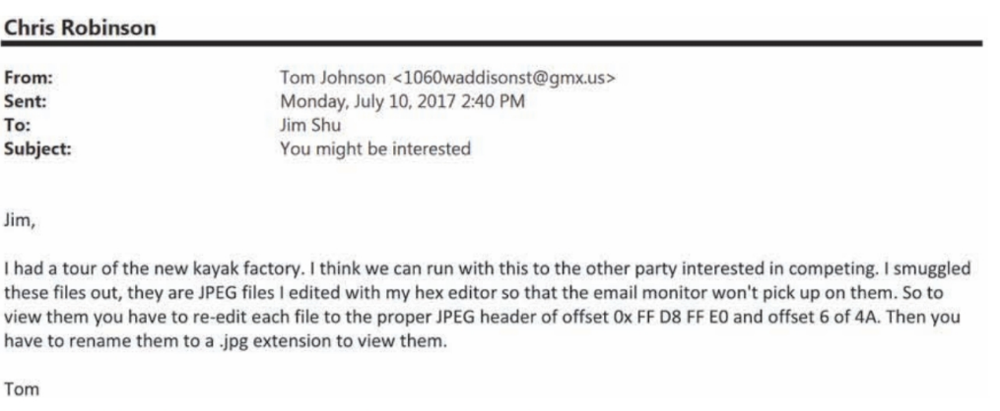 Chris Robinson
From: Tom Johnson <1060waddisonst@gmx.us>
Sent: Monday, July 10, 2017 2:40 PM
To: Jim Shu
Subject: You might be interested
Jim,
I had a tour of the new kayak factory. I think we can run with this to the other party interested in competing. I smuggled
these files out, they are JPEG files I edited with my hex editor so that the email monitor won't pick up on them. So to
view them you have to re-edit each file to the proper JPEG header of offset 0x FF D8 FF E0 and offset 6 of 4A. Then you
have to rename them to a .jpg extension to view them.
Tom